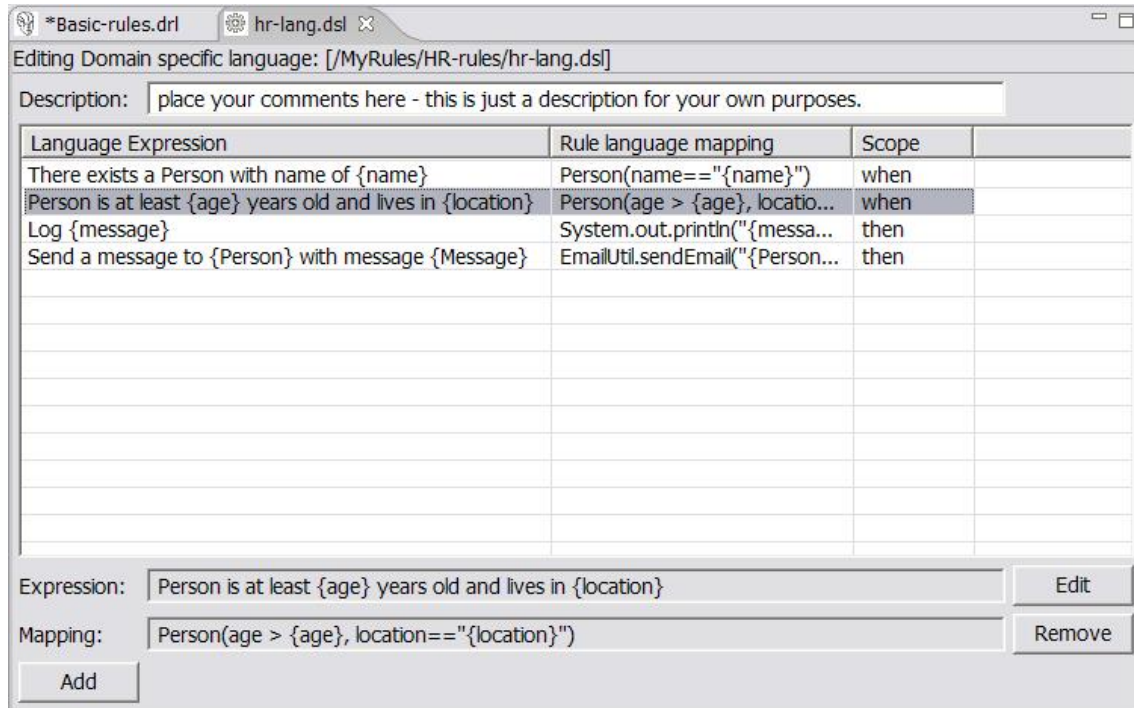 *Basic-rules.drl hr-lang.dsl
Editing Domain specific language: [/MyRules/HR-rules/hr-lang.dsl]
Description: place your comments here - this is just a description for your own purposes.
Language Expression Rule language mapping Scope
There exists a Person with name of {name} Person(name=="{name}") when
Person is at least {age} years old and lives in {location} Person(age > {age}, locatio... when
Log {message} System.out.println("{messa... then
Send a message to {Person} with message {Message} EmailUtil.sendEmail("{Person... then
Expression: Person is at least {age} years old and lives in {location} Edit
Mapping: Person(age > {age}, location=="{location}") Remove
Add